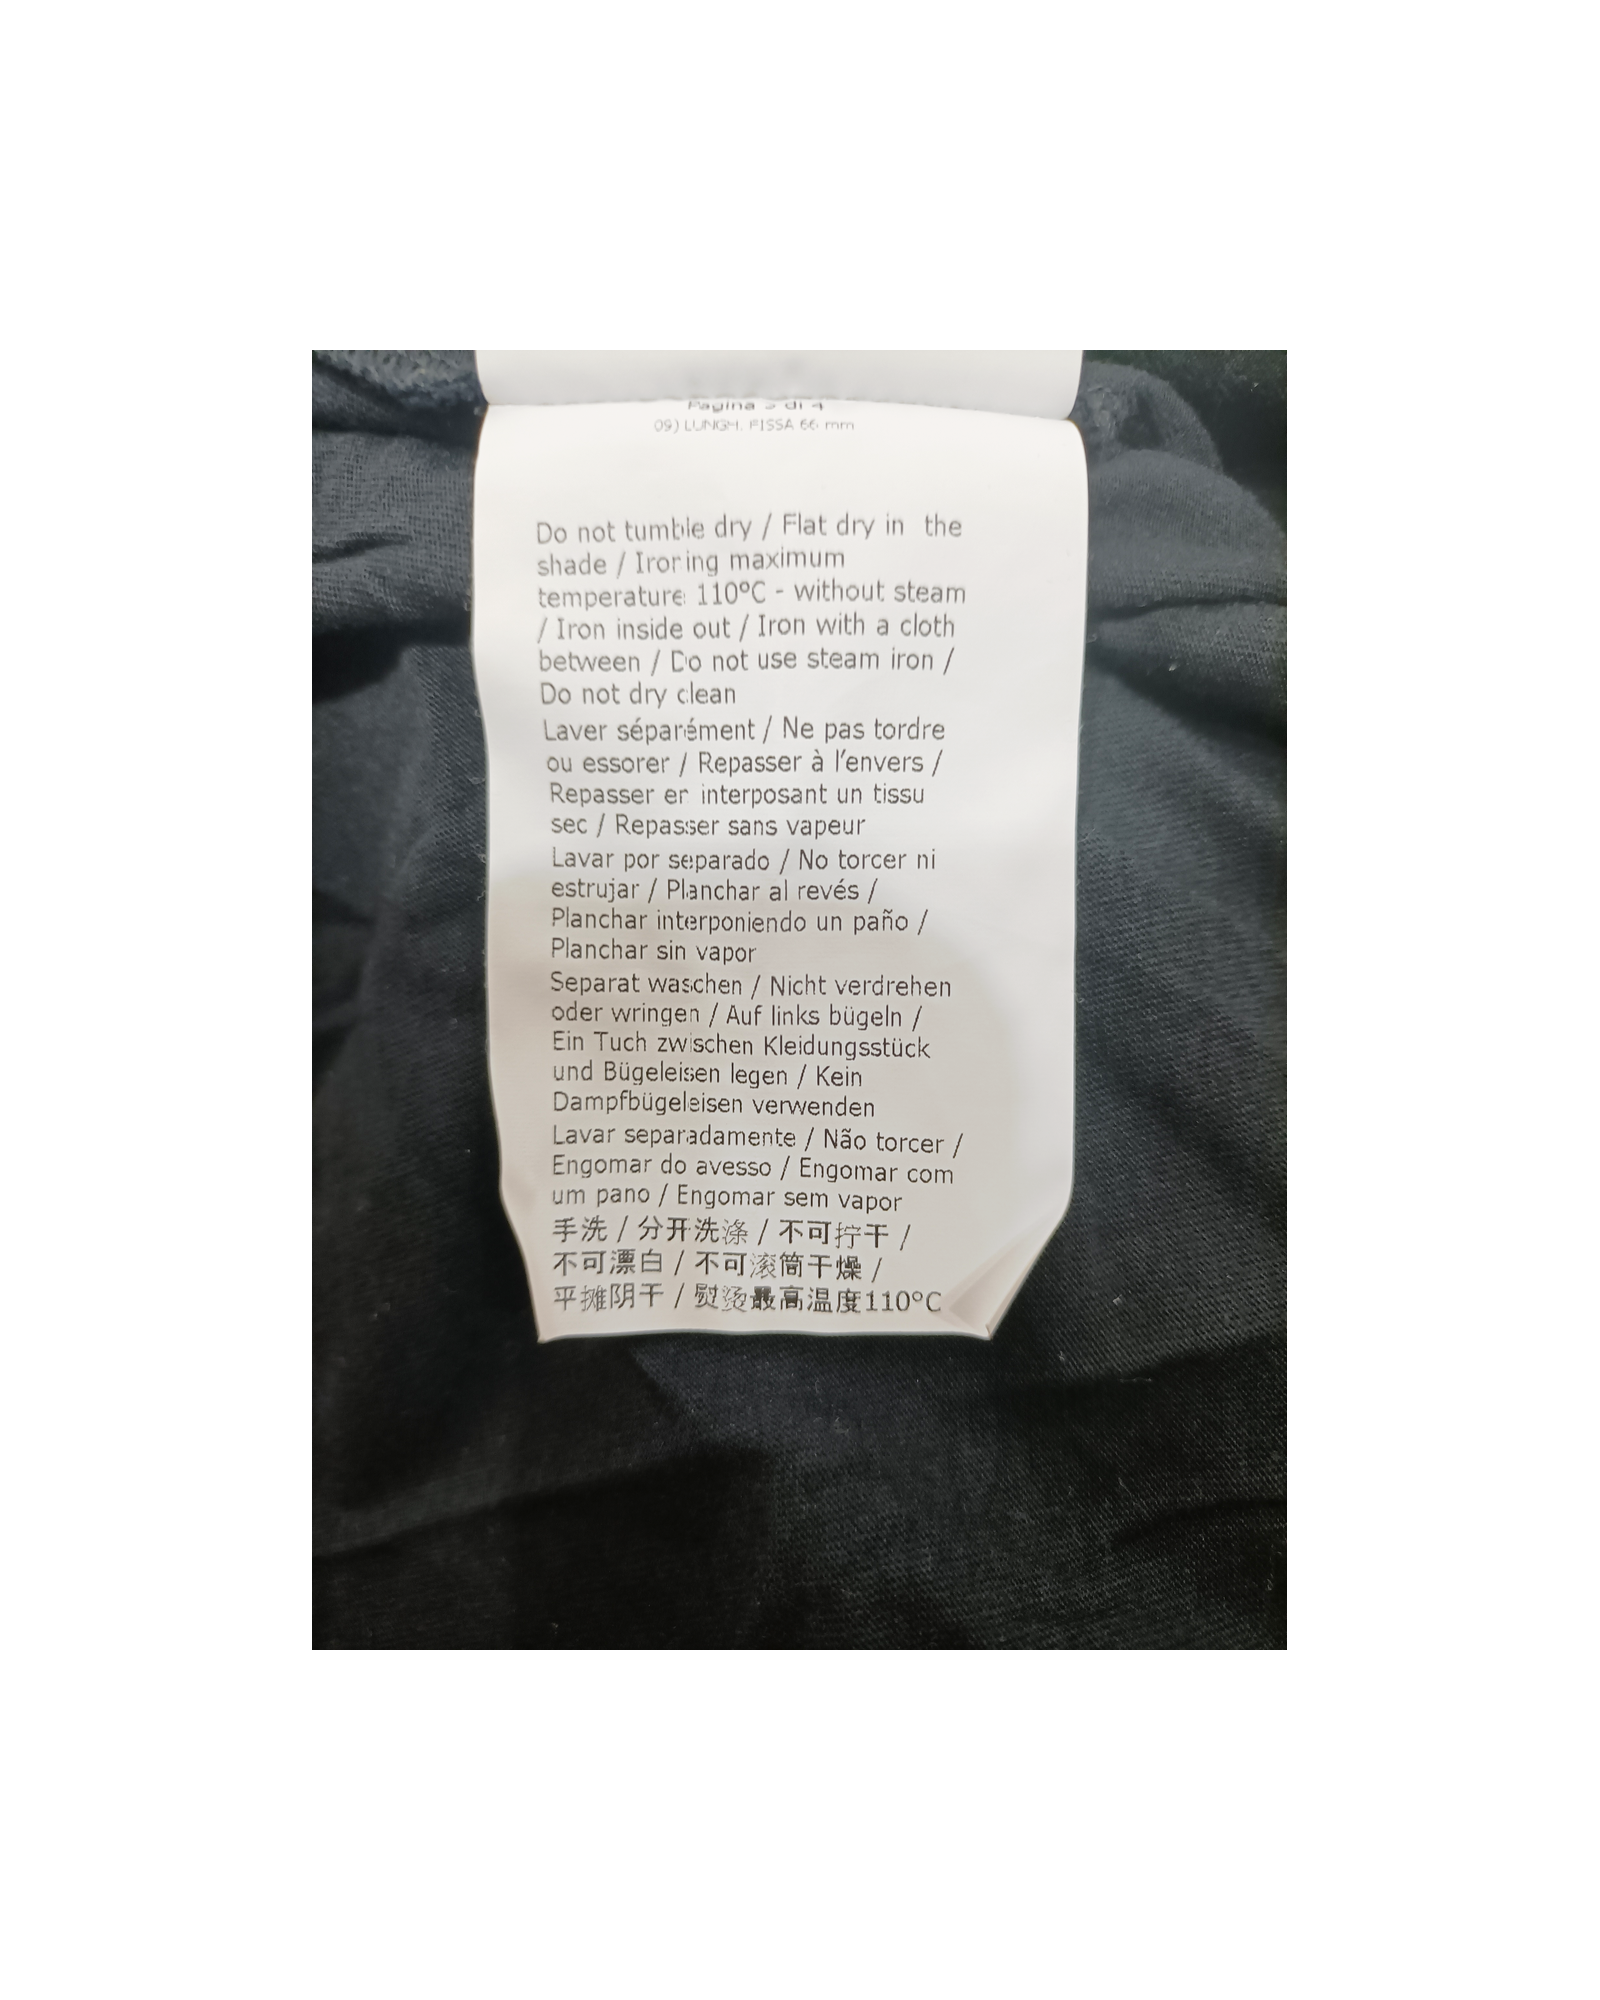 Pagina 3 di 4
09) LUNGH. FISSA 66 mm
Do not tumble dry / Flat dry in the
shade / Ironing maximum
temperature 110°C - without steam
/ Iron inside out / Iron with a cloth
between / Do not use steam iron /
Do not dry clean
Laver séparément / Ne pas tordre
ou essorer / Repasser à l'envers /
Repasser en interposant un tissu
sec / Repasser sans vapeur
Lavar por separado / No torcer ni
estrujar / Planchar al revés /
Planchar interponiendo un paño /
Planchar sin vapor
Separat waschen / Nicht verdrehen
oder wringen / Auf links bügeln /
Ein Tuch zwischen Kleidungsstück
und Bügeleisen legen / Kein
Dampfbügeleisen verwenden
Lavar separadamente / Não torcer /
Engomar do avesso / Engomar com
um pano / Engomar sem vapor
手洗 / 分开洗涤 / 不可拧干 /
不可漂白 / 不可滚筒干燥 /
平摊阴干 / 熨烫最高温度110°C